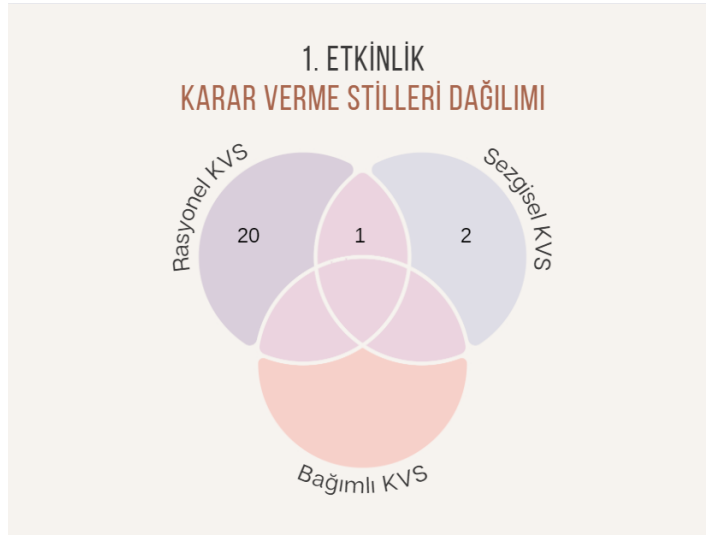 1. ETKİNLİK
KARAR VERME STİLLERİ DAĞILIMI
Rasyonel KVS
Sezgisel KVS
20
1
2
Bağımlı KVS